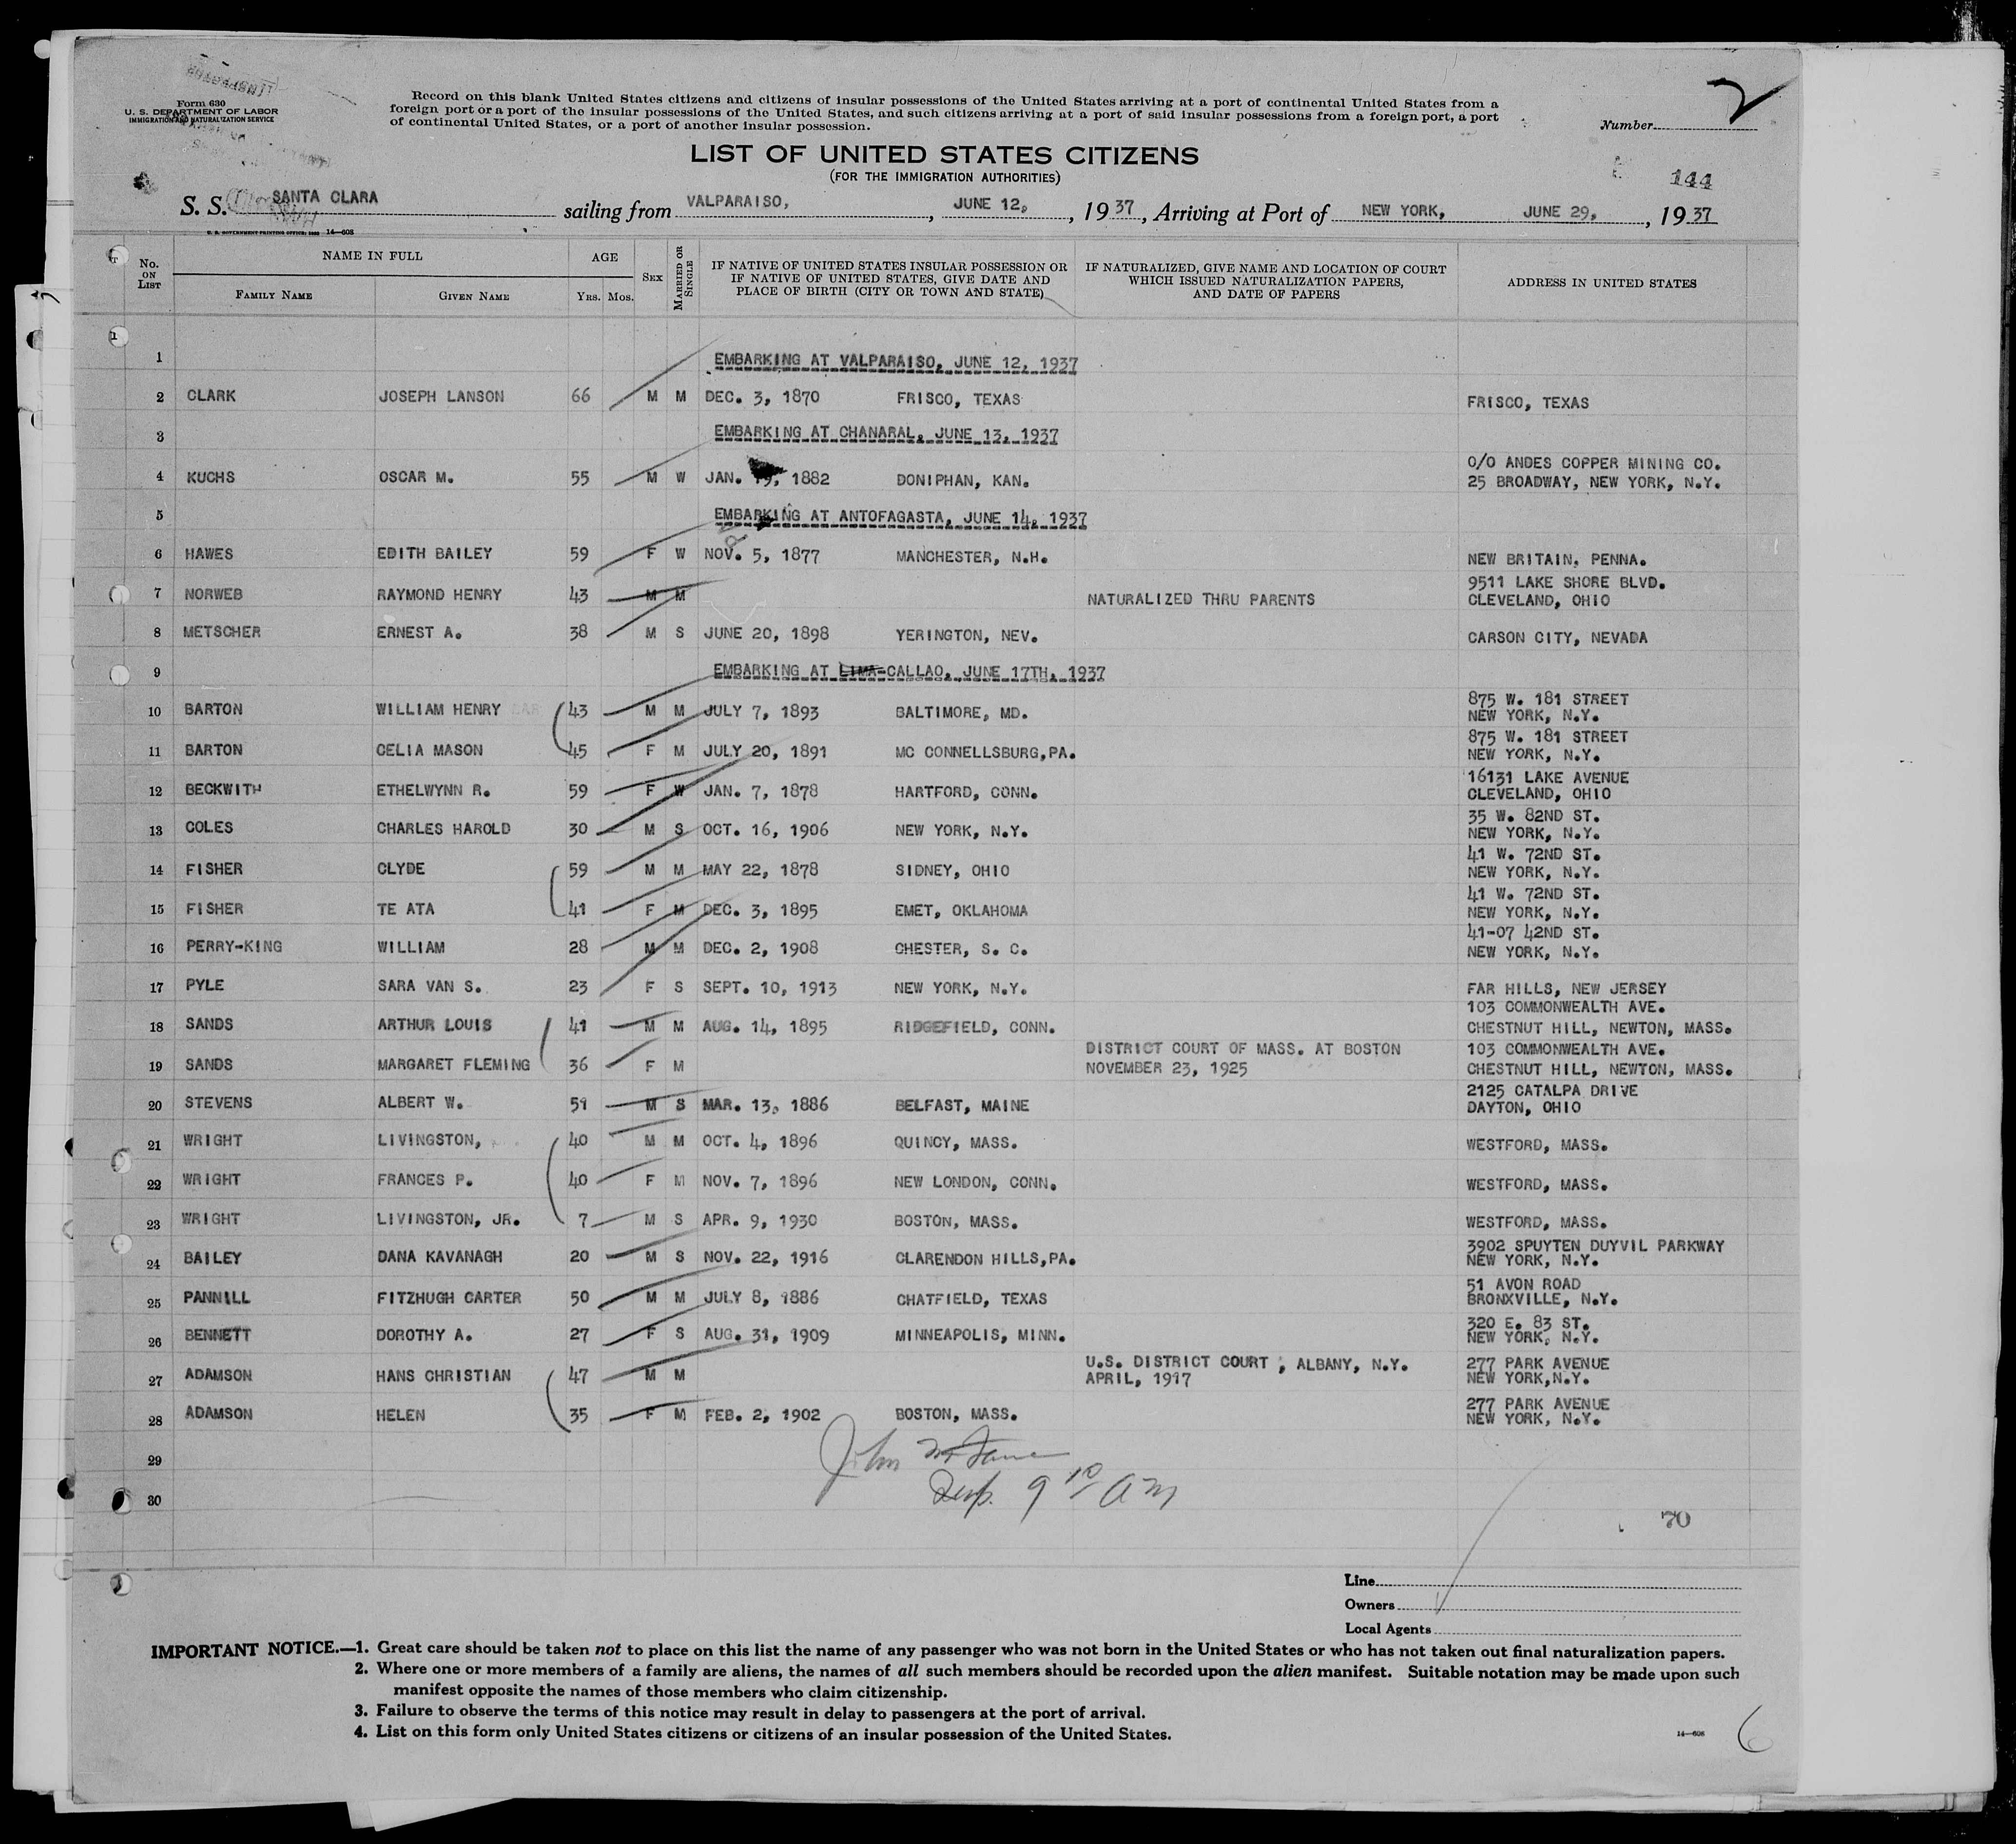 Form 630
U. S. DEPARTMENT OF LABOR
IMMIGRATION AND NATURALIZATION SERVICE
Record on this blank United States citizens and citizens of insular possessions of the United States arriving at a port of continental United States from a
foreign port or a port of the insular possessions of the United States, and such citizens arriving at a port of said insular possessions from a foreign port, a port
of continental United States, or a port of another insular possession.
2
Number
LIST OF UNITED STATES CITIZENS
(FOR THE IMMIGRATION AUTHORITIES)
144
S. S. SANTA CLARA sailing from VALPARAISO, , JUNE 12, , 1937, Arriving at Port of NEW YORK, JUNE 29, , 1937
U. S. GOVERNMENT PRINTING OFFICE: 14—608
No. ON LIST NAME IN FULL AGE SEX MARRIED OR SINGLE IF NATIVE OF UNITED STATES INSULAR POSSESSION OR IF NATIVE OF UNITED STATES, GIVE DATE AND PLACE OF BIRTH (CITY OR TOWN AND STATE) IF NATURALIZED, GIVE NAME AND LOCATION OF COURT WHICH ISSUED NATURALIZATION PAPERS, AND DATE OF PAPERS ADDRESS IN UNITED STATES
FAMILY NAME GIVEN NAME YRS. MOS.
1 EMBARKING AT VALPARAISO, JUNE 12, 1937
2 CLARK JOSEPH LANSON 66 M M DEC. 3, 1870 FRISCO, TEXAS FRISCO, TEXAS
3 EMBARKING AT CHANARAL, JUNE 13, 1937
4 KUCHS OSCAR M. 55 M W JAN. 19, 1882 DONIPHAN, KAN. O/O ANDES COPPER MINING CO.
25 BROADWAY, NEW YORK, N.Y.
5 EMBARKING AT ANTOFAGASTA, JUNE 14, 1937
6 HAWES EDITH BAILEY 59 F W NOV. 5, 1877 MANCHESTER, N.H. NEW BRITAIN, PENNA.
7 NORWEB RAYMOND HENRY 43 M M NATURALIZED THRU PARENTS 9511 LAKE SHORE BLVD.
CLEVELAND, OHIO
8 METSCHER ERNEST A. 38 M S JUNE 20, 1898 YERINGTON, NEV. CARSON CITY, NEVADA
9 EMBARKING AT LIMA-CALLAO, JUNE 17TH, 1937
10 BARTON WILLIAM HENRY 43 M M JULY 7, 1893 BALTIMORE, MD. 875 W. 181 STREET
NEW YORK, N.Y.
11 BARTON CELIA MASON 45 F M JULY 20, 1891 MC CONNELLSBURG,PA. 875 W. 181 STREET
NEW YORK, N.Y.
12 BECKWITH ETHELWYNN R. 59 F W JAN. 7, 1878 HARTFORD, CONN. 16131 LAKE AVENUE
CLEVELAND, OHIO
13 COLES CHARLES HAROLD 30 M S OCT. 16, 1906 NEW YORK, N.Y. 35 W. 82ND ST.
NEW YORK, N.Y.
14 FISHER CLYDE 59 M M MAY 22, 1878 SIDNEY, OHIO 41 W. 72ND ST.
NEW YORK, N.Y.
15 FISHER TE ATA 41 F M DEC. 3, 1895 EMET, OKLAHOMA 41 W. 72ND ST.
NEW YORK, N.Y.
16 PERRY-KING WILLIAM 28 M M DEC. 2, 1908 CHESTER, S. C. 41-07 42ND ST.
NEW YORK, N.Y.
17 PYLE SARA VAN S. 23 F S SEPT. 10, 1913 NEW YORK, N.Y. FAR HILLS, NEW JERSEY
18 SANDS ARTHUR LOUIS 41 M M AUG. 14, 1895 RIDGEFIELD, CONN. 103 COMMONWEALTH AVE.
CHESTNUT HILL, NEWTON, MASS.
19 SANDS MARGARET FLEMING 36 F M DISTRICT COURT OF MASS. AT BOSTON NOVEMBER 23, 1925 103 COMMONWEALTH AVE.
CHESTNUT HILL, NEWTON, MASS.
20 STEVENS ALBERT W. 51 M S MAR. 13, 1886 BELFAST, MAINE 2125 CATALPA DRIVE
DAYTON, OHIO
21 WRIGHT LIVINGSTON, 40 M M OCT. 4, 1896 QUINCY, MASS. WESTFORD, MASS.
22 WRIGHT FRANCES P. 40 F M NOV. 7, 1896 NEW LONDON, CONN. WESTFORD, MASS.
23 WRIGHT LIVINGSTON, JR. 7 M S APR. 9, 1930 BOSTON, MASS. WESTFORD, MASS.
24 BAILEY DANA KAVANAGH 20 M S NOV. 22, 1916 CLARENDON HILLS,PA. 3902 SPUYTEN DUYVIL PARKWAY
NEW YORK, N.Y.
25 PANNILL FITZHUGH CARTER 50 M M JULY 8, 1886 CHATFIELD, TEXAS 51 AVON ROAD
BRONXVILLE, N.Y.
26 BENNETT DOROTHY A. 27 F S AUG. 31, 1909 MINNEAPOLIS, MINN. 320 E. 83 ST.
NEW YORK, N.Y.
27 ADAMSON HANS CHRISTIAN 47 M M U.S. DISTRICT COURT , ALBANY, N.Y. APRIL, 1917 277 PARK AVENUE
NEW YORK,N.Y.
28 ADAMSON HELEN 35 F M FEB. 2, 1902 BOSTON, MASS. 277 PARK AVENUE
NEW YORK, N.Y.
29 John
30 9 10 AM
70
Line
Owners
Local Agents
IMPORTANT NOTICE.—1. Great care should be taken not to place on this list the name of any passenger who was not born in the United States or who has not taken out final naturalization papers.
2. Where one or more members of a family are aliens, the names of all such members should be recorded upon the alien manifest. Suitable notation may be made upon such
manifest opposite the names of those members who claim citizenship.
3. Failure to observe the terms of this notice may result in delay to passengers at the port of arrival.
4. List on this form only United States citizens or citizens of an insular possession of the United States.
14—608
6